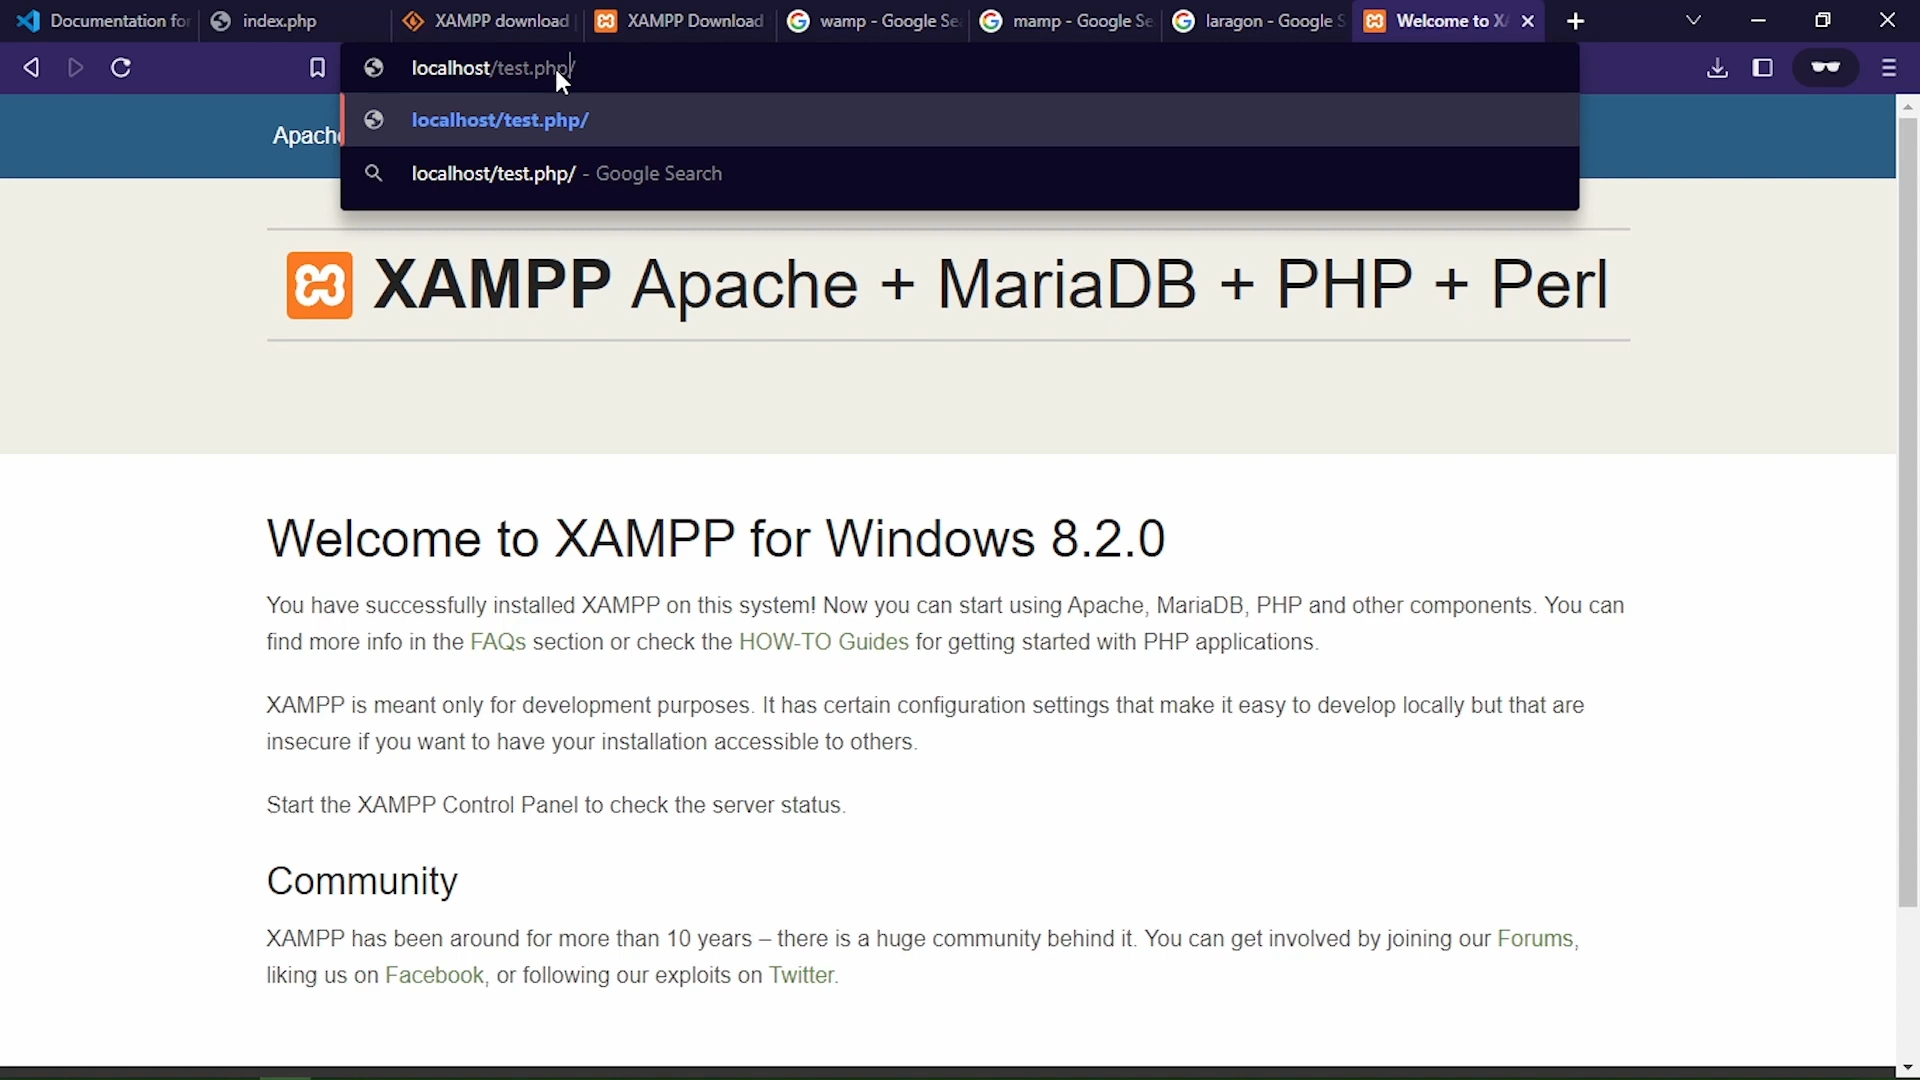 Documentation for
index.php
XAMPP download
XAMPP Download
wamp - Google Se
mamp - Google Se
laragon - Google S
Welcome to X
localhost/test.php/
localhost/test.php/
localhost/test.php/ - Google Search
Apach
XAMPP Apache + MariaDB + PHP + Perl
Welcome to XAMPP for Windows 8.2.0
You have successfully installed XAMPP on this system! Now you can start using Apache, MariaDB, PHP and other components. You can
find more info in the FAQs section or check the HOW-TO Guides for getting started with PHP applications.
XAMPP is meant only for development purposes. It has certain configuration settings that make it easy to develop locally but that are
insecure if you want to have your installation accessible to others.
Start the XAMPP Control Panel to check the server status.
Community
XAMPP has been around for more than 10 years – there is a huge community behind it. You can get involved by joining our Forums,
liking us on Facebook, or following our exploits on Twitter.